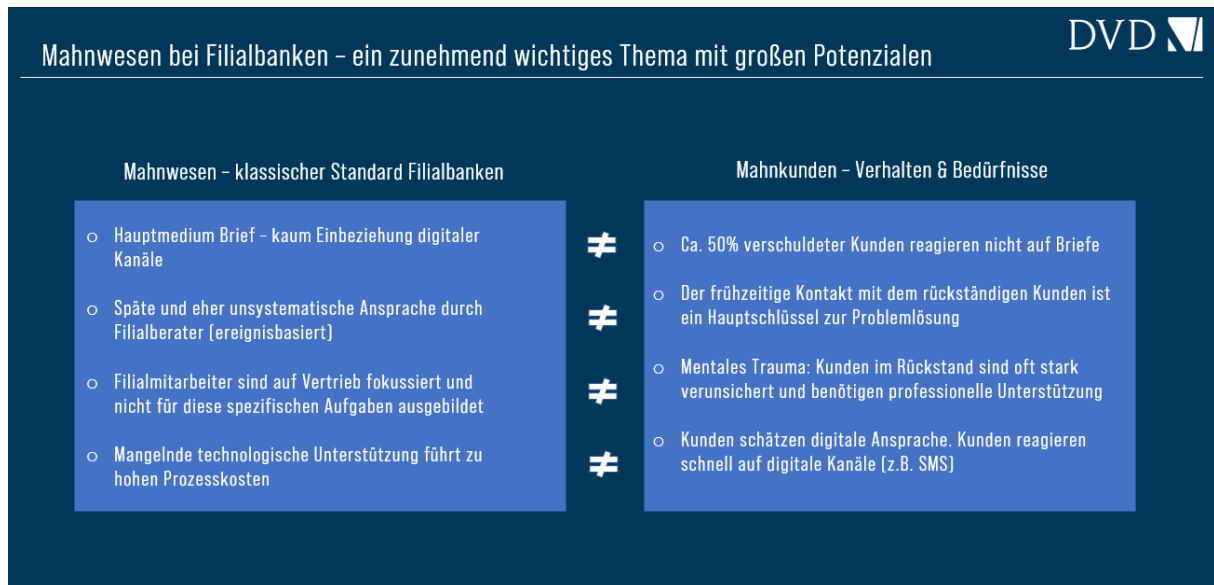 DVD
Mahnwesen bei Filialbanken – ein zunehmend wichtiges Thema mit großen Potenzialen
Mahnwesen – klassischer Standard Filialbanken
o Hauptmedium Brief – kaum Einbeziehung digitaler
Kanäle
o Späte und eher unsystematische Ansprache durch
Filialberater (ereignisbasiert)
o Filialmitarbeiter sind auf Vertrieb fokussiert und
nicht für diese spezifischen Aufgaben ausgebildet
o Mangelnde technologische Unterstützung führt zu
hohen Prozesskosten
≠
≠
≠
≠
Mahnkunden – Verhalten & Bedürfnisse
o Ca. 50% verschuldeter Kunden reagieren nicht auf Briefe
o Der frühzeitige Kontakt mit dem rückständigen Kunden ist
ein Hauptschlüssel zur Problemlösung
o Mentales Trauma: Kunden im Rückstand sind oft stark
verunsichert und benötigen professionelle Unterstützung
o Kunden schätzen digitale Ansprache. Kunden reagieren
schnell auf digitale Kanäle (z.B. SMS)